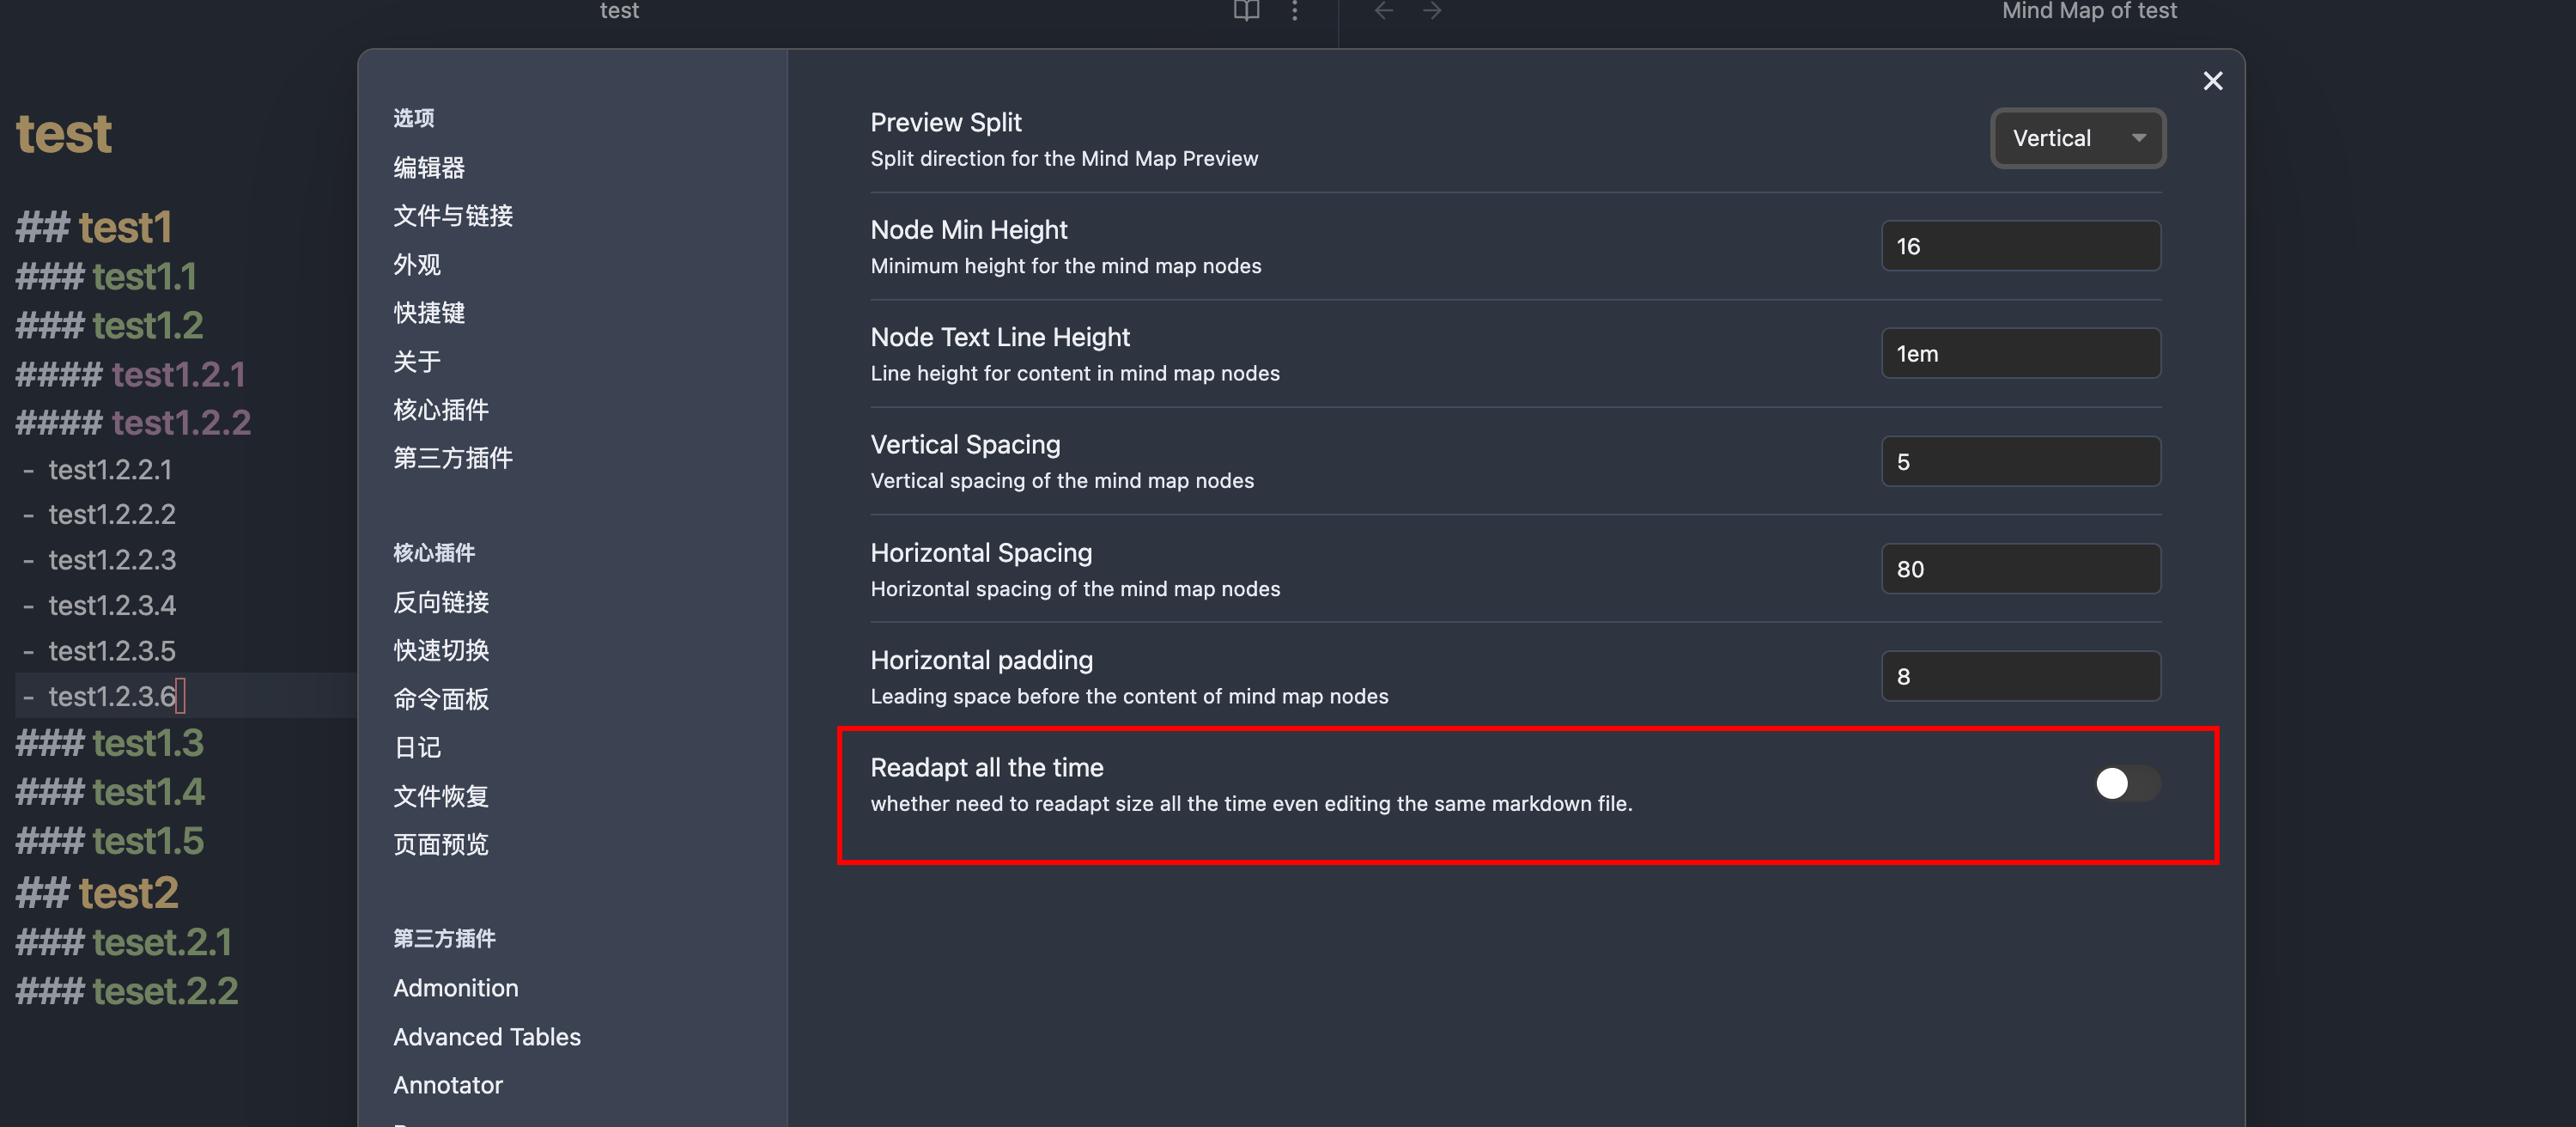 test
Mind Map of test
test
## test1
### test1.1
### test1.2
#### test1.2.1
#### test1.2.2
- test1.2.2.1
- test1.2.2.2
- test1.2.2.3
- test1.2.3.4
- test1.2.3.5
- test1.2.3.6
### test1.3
### test1.4
### test1.5
## test2
### teset.2.1
### teset.2.2
选项
编辑器
文件与链接
外观
快捷键
关于
核心插件
第三方插件
核心插件
反向链接
快速切换
命令面板
日记
文件恢复
页面预览
第三方插件
Admonition
Advanced Tables
Annotator
Preview Split
Split direction for the Mind Map Preview
Vertical
Node Min Height
Minimum height for the mind map nodes
16
Node Text Line Height
Line height for content in mind map nodes
1em
Vertical Spacing
Vertical spacing of the mind map nodes
5
Horizontal Spacing
Horizontal spacing of the mind map nodes
80
Horizontal padding
Leading space before the content of mind map nodes
8
Readapt all the time
whether need to readapt size all the time even editing the same markdown file.